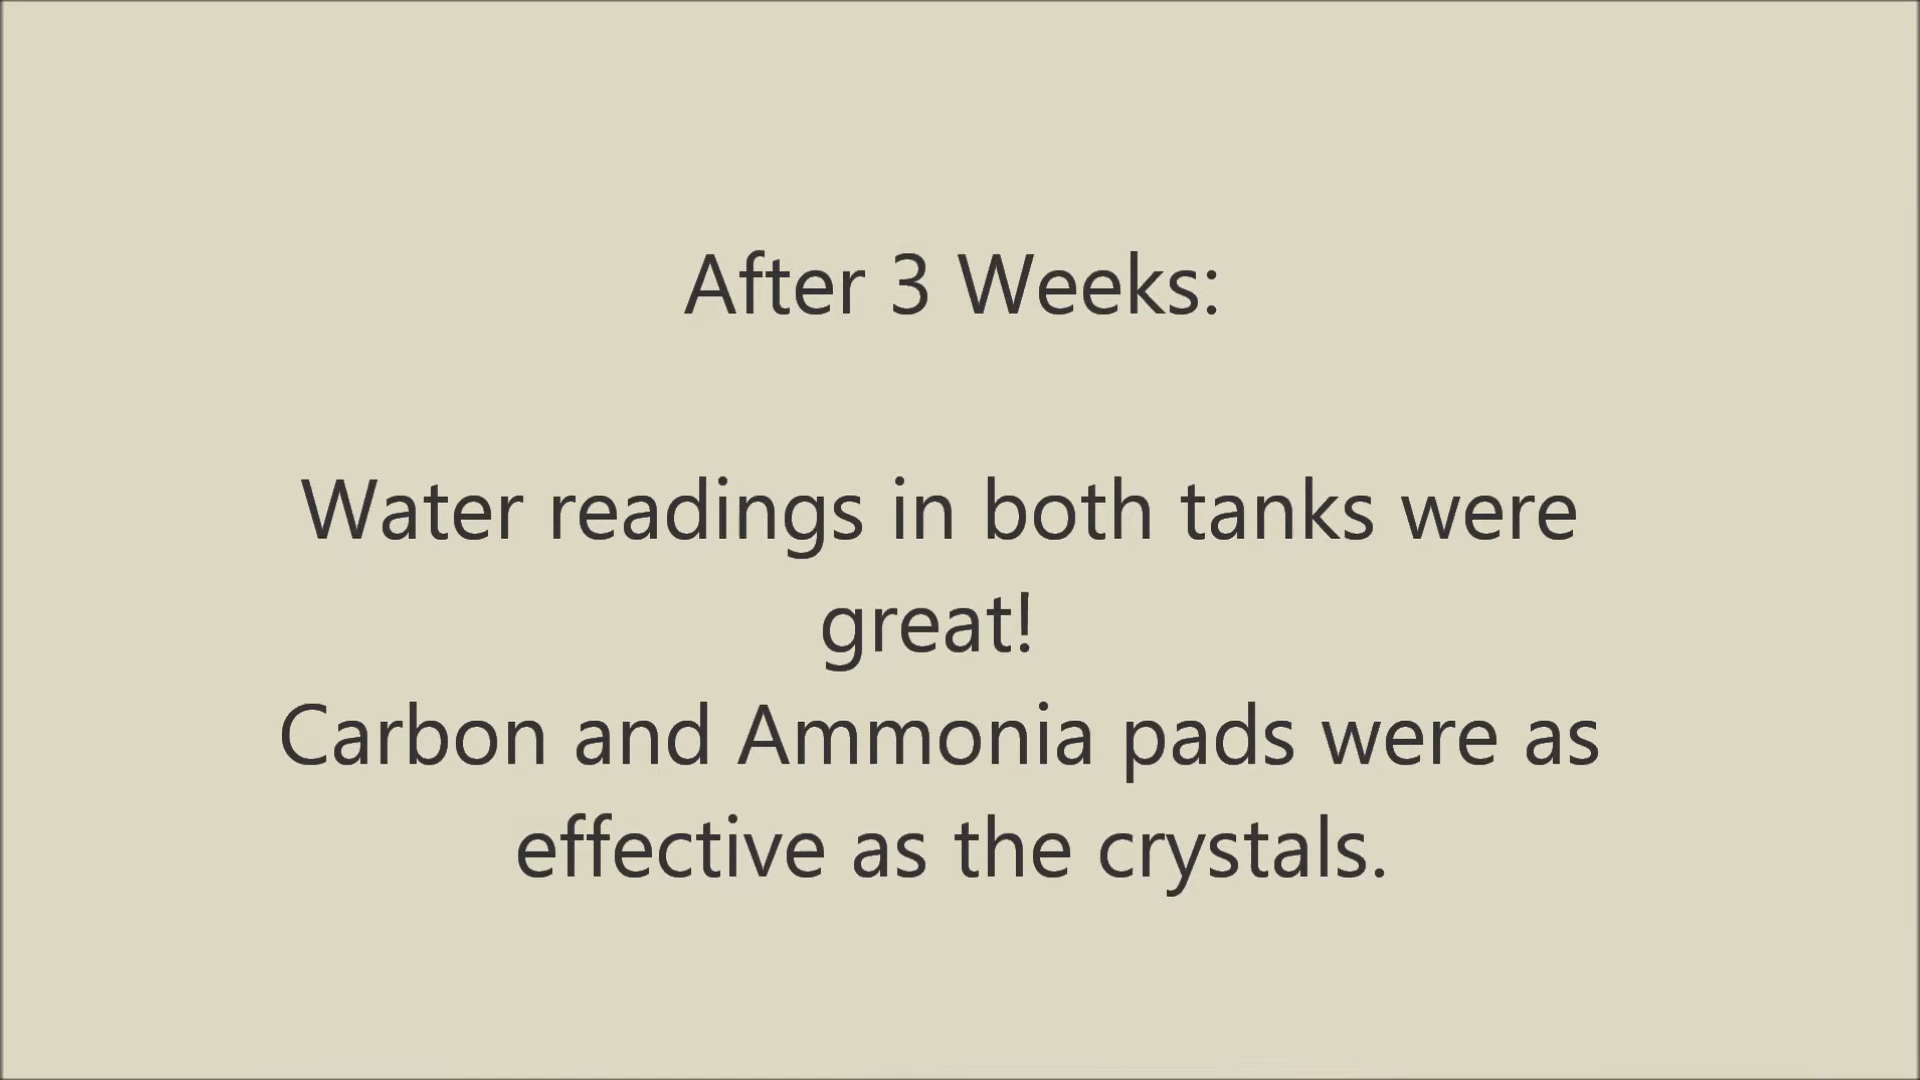 After 3 Weeks:
Water readings in both tanks were
great!
Carbon and Ammonia pads were as
effective as the crystals.